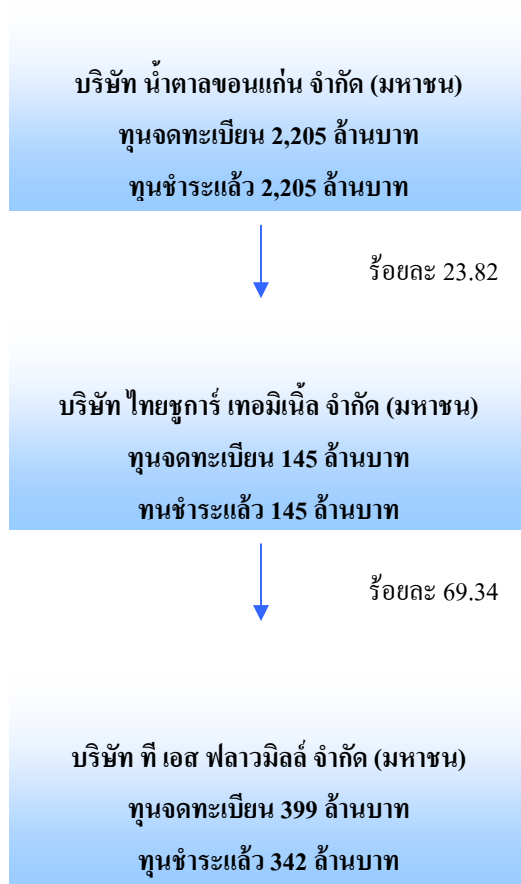 บริษัท น้ำตาลขอนแก่น จำกัด (มหาชน)
ทุนจดทะเบียน 2,205 ล้านบาท
ทุนชำระแล้ว 2,205 ล้านบาท
ร้อยละ 23.82
บริษัท ไทยชูการ์ เทอมิเนิ้ล จำกัด (มหาชน)
ทุนจดทะเบียน 145 ล้านบาท
ทุนชำระแล้ว 145 ล้านบาท
ร้อยละ 69.34
บริษัท ที เอส ฟลาวมิลล์ จำกัด (มหาชน)
ทุนจดทะเบียน 399 ล้านบาท
ทุนชำระแล้ว 342 ล้านบาท